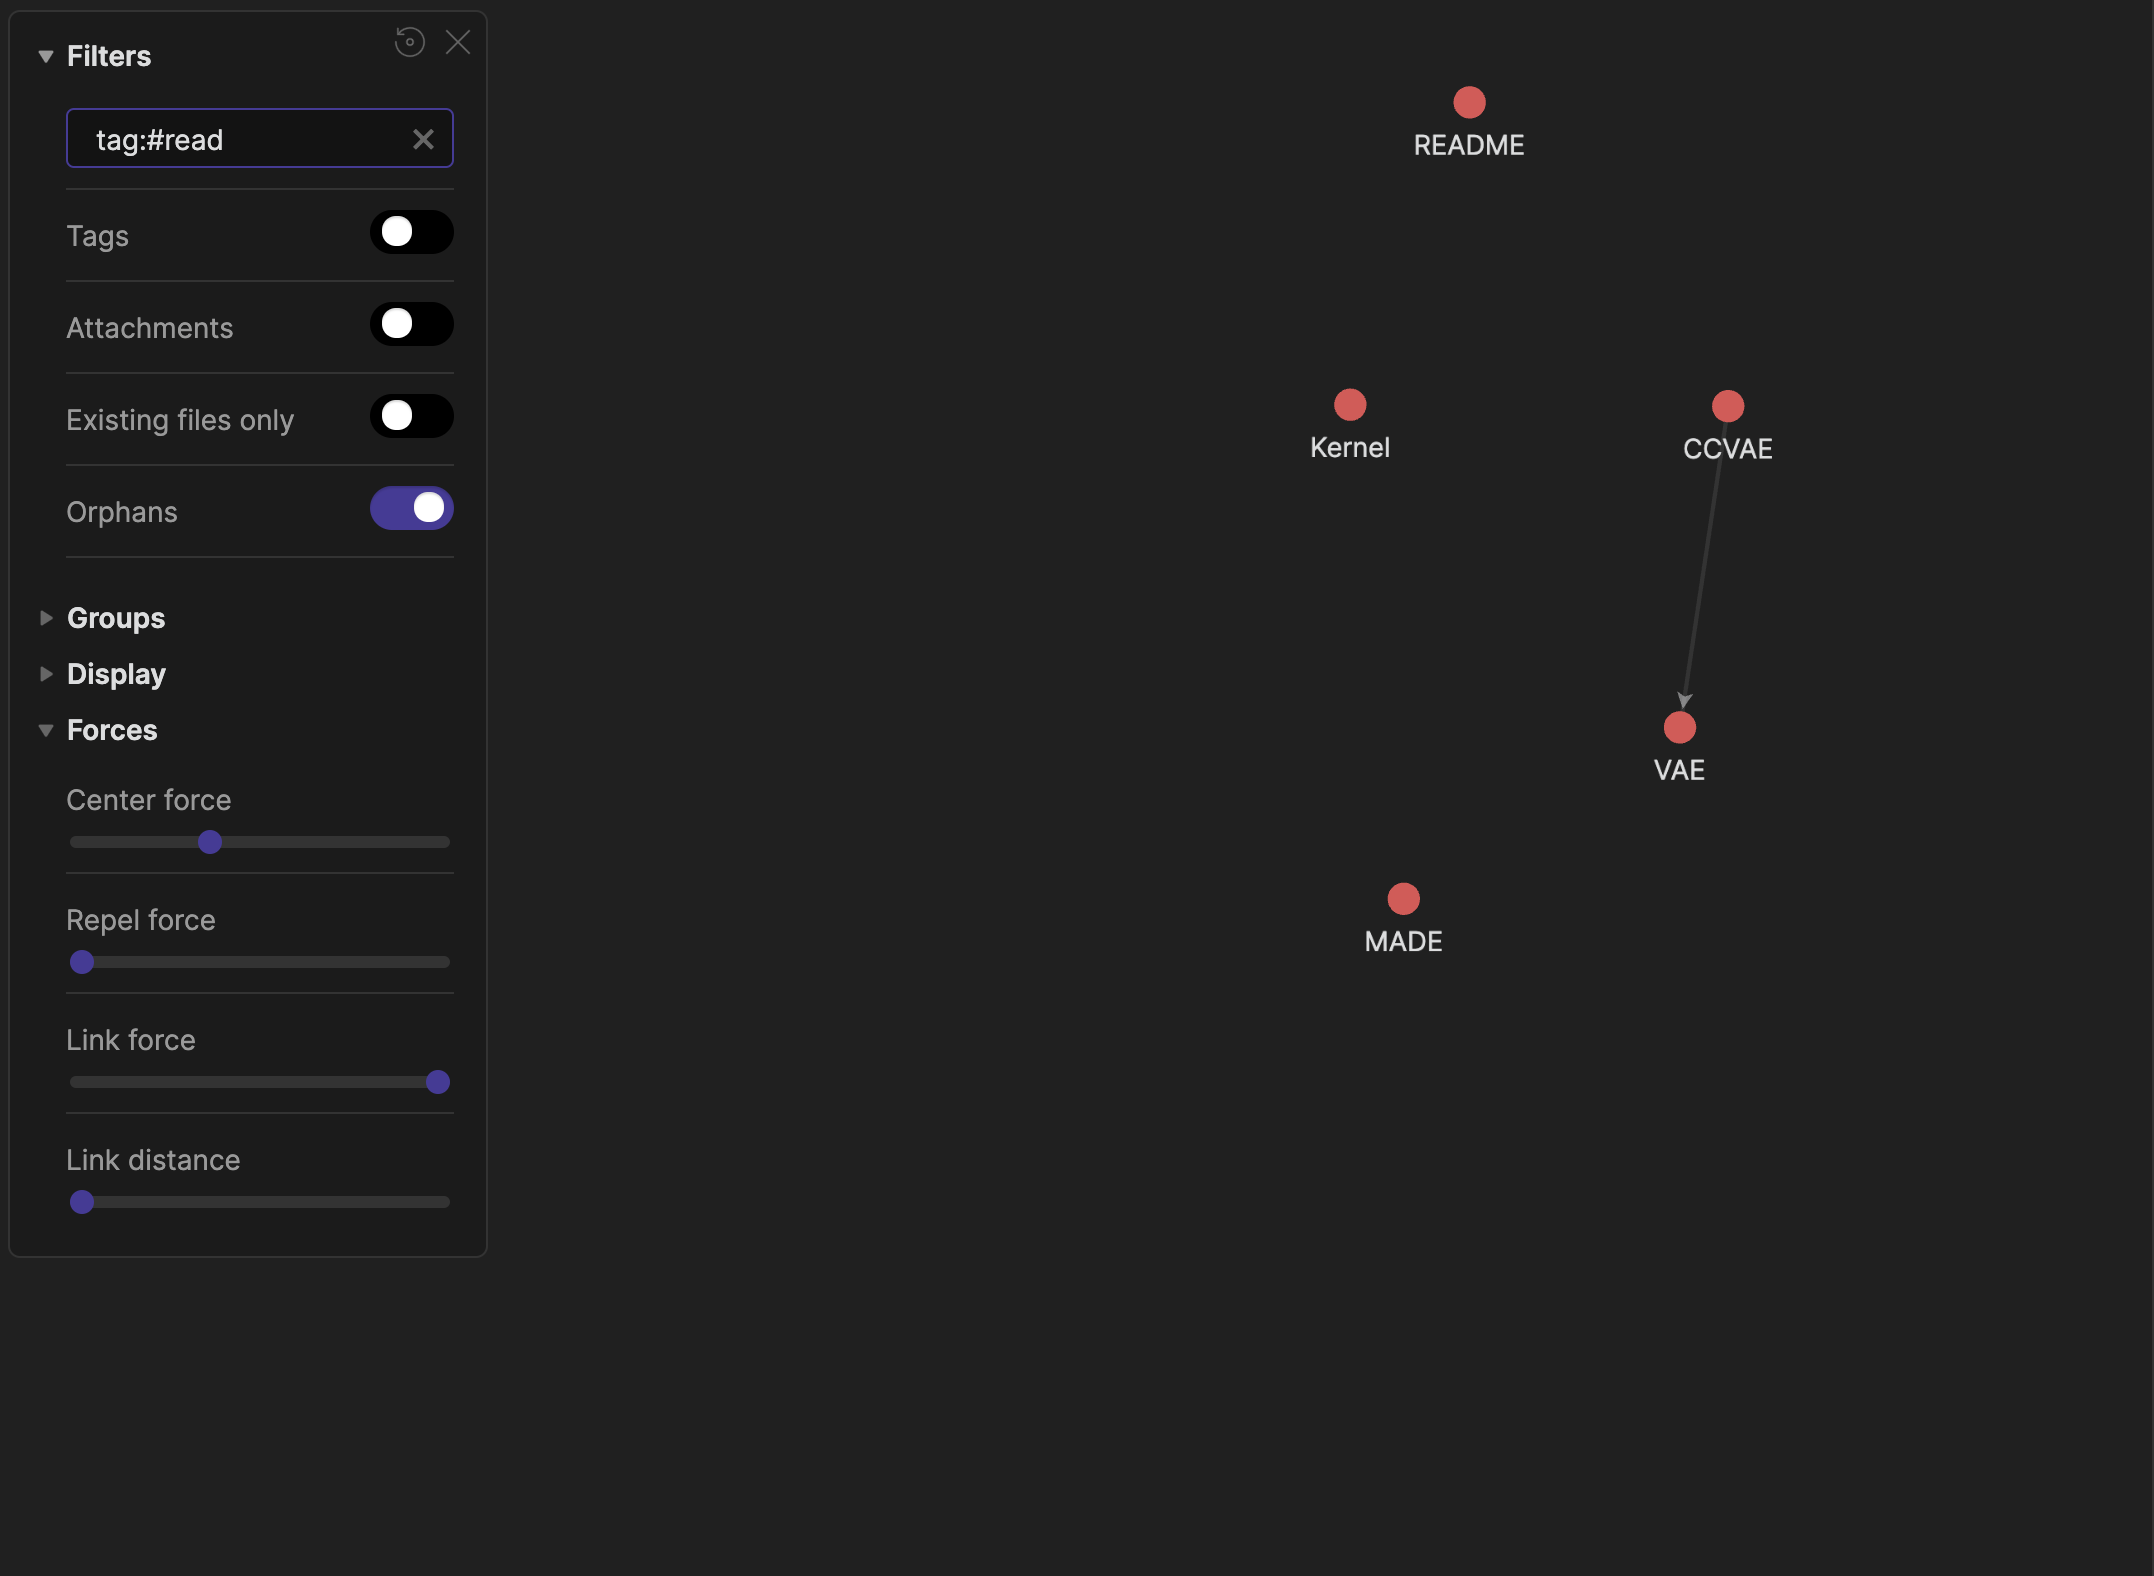 Filters
tag:#read
Tags
Attachments
Existing files only
Orphans
Groups
Display
Forces
Center force
Repel force
Link force
Link distance
README
Kernel
CCVAE
VAE
MADE